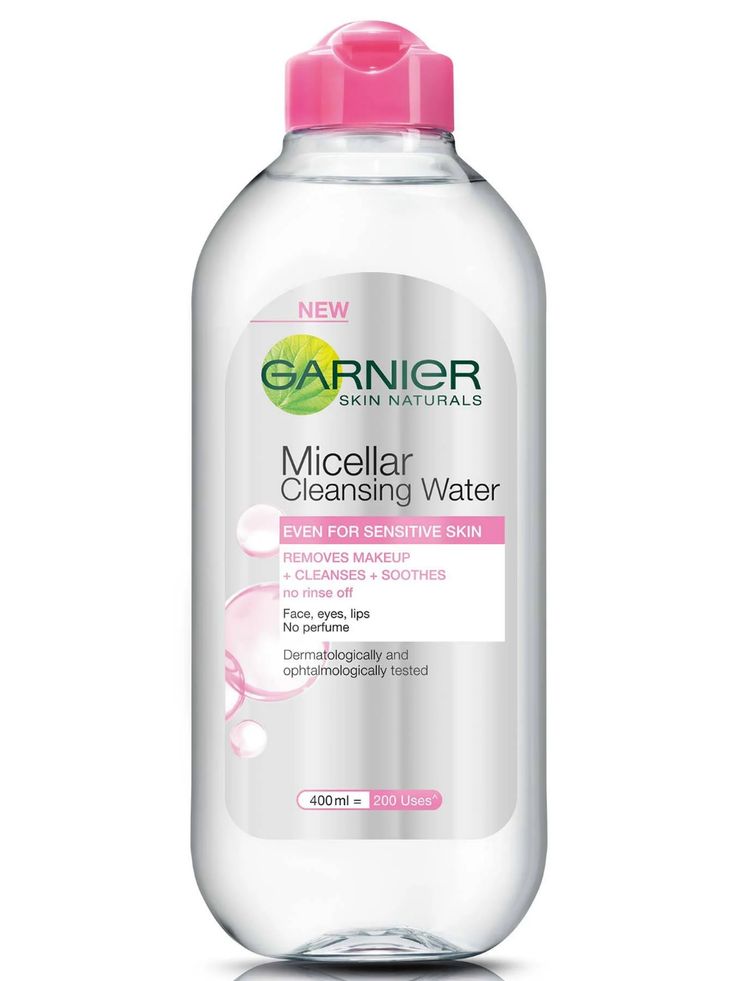 NEW
GARNIER
SKIN NATURALS
Micellar
Cleansing Water
EVEN FOR SENSITIVE SKIN
REMOVES MAKEUP
+ CLEANSES + SOOTHES
no rinse off
Face, eyes, lips
No perfume
Dermatologically and
ophtalmologically tested
400ml = 200 Uses^